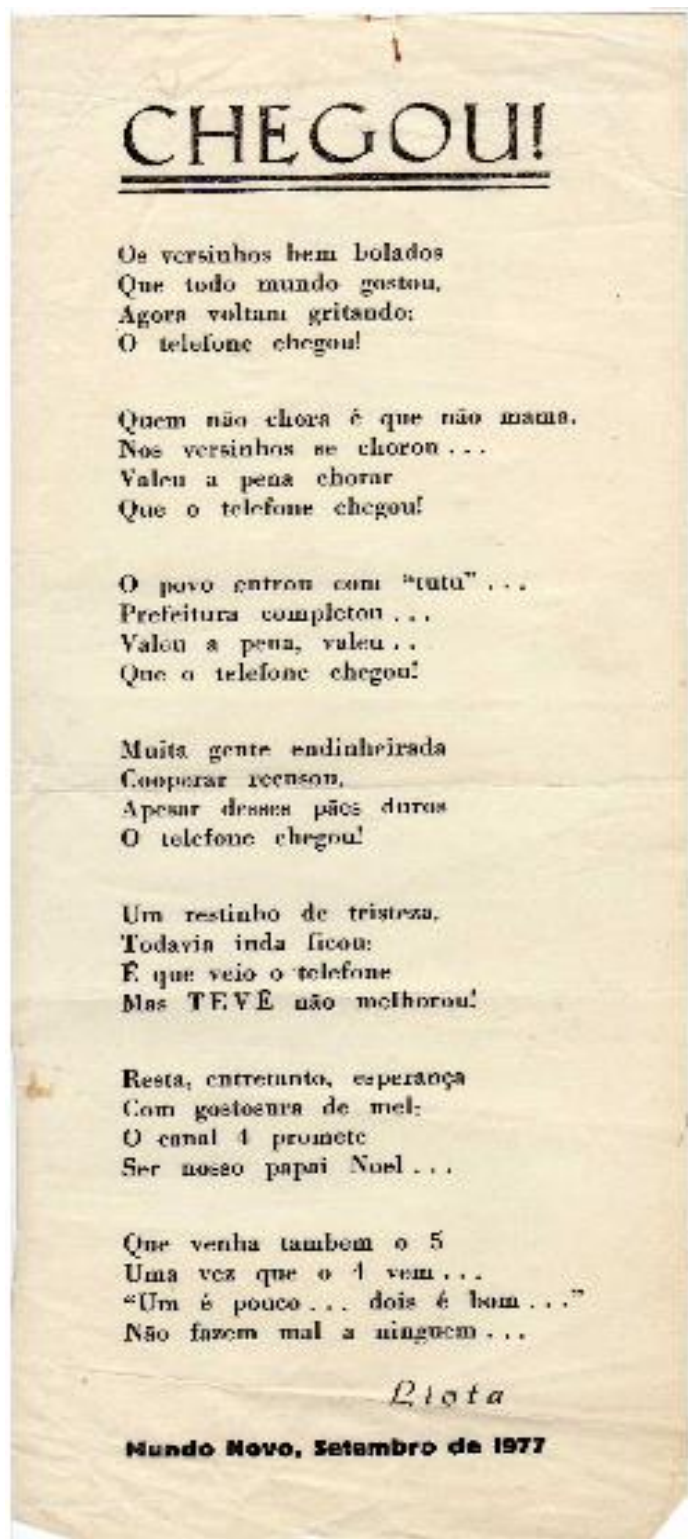 CHEGOU!
Os versinhos bem bolados
Que todo mundo gostou,
Agora voltam gritando:
O telefone chegou!
Quem não chora é que não mama.
Nos versinhos se chorou...
Valeu a pena chorar
Que o telefone chegou!
O povo entrou com “tutu”...
Prefeitura completou...
Valeu a pena, valeu..
Que o telefone chegou!
Muita gente endinheirada
Cooperar recusou,
Apesar desses pães duros
O telefone chegou!
Um restinho de tristeza,
Todavia inda ficou:
É que veio o telefone
Mas TEVÊ não melhorou!
Resta, entretanto, esperança
Com gostosura de mel:
O canal 4 promete
Ser nosso papai Noel...
Que venha tambem o 5
Uma vez que o 4 vem...
“Um é pouco... dois é bom...”
Não fazem mal a ninguem...
Liota
Mundo Novo, Setembro de 1977